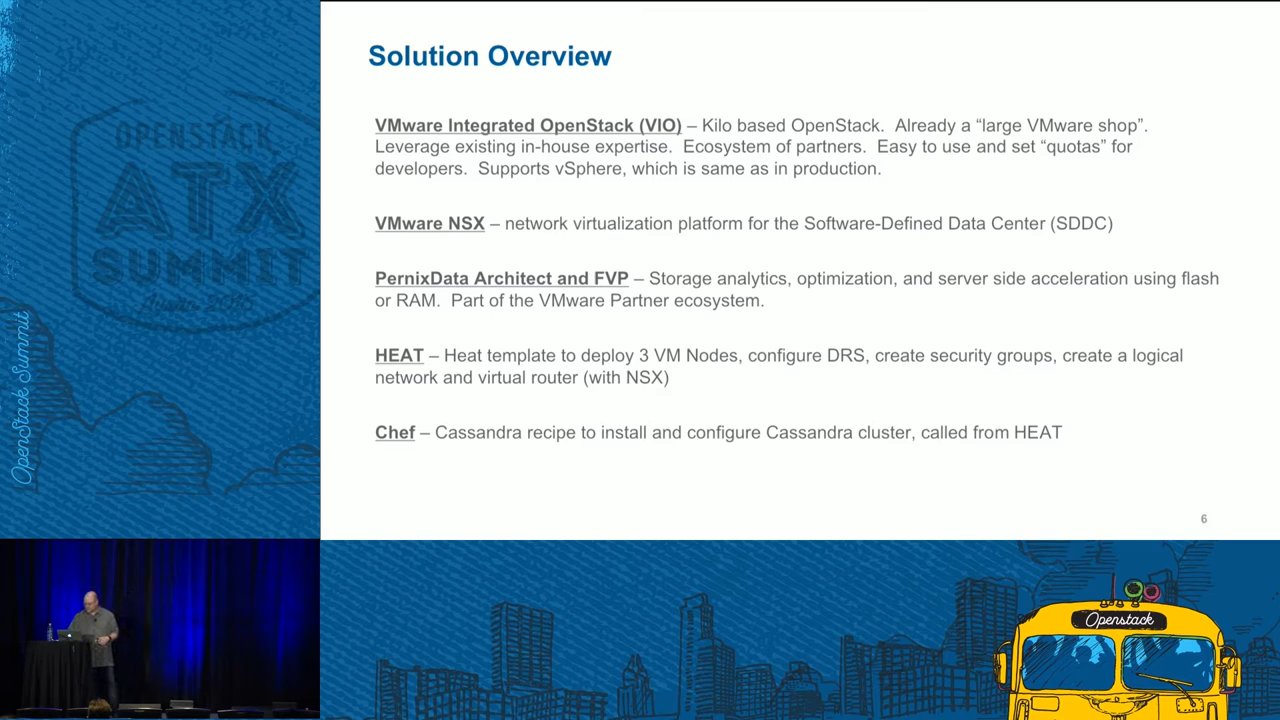 Solution Overview
VMware Integrated OpenStack (VIO) – Kilo based OpenStack.  Already a “large VMware shop”.
Leverage existing in-house expertise.  Ecosystem of partners.  Easy to use and set “quotas” for
developers.  Supports vSphere, which is same as in production.
VMware NSX – network virtualization platform for the Software-Defined Data Center (SDDC)
PernixData Architect and FVP – Storage analytics, optimization, and server side acceleration using flash
or RAM.  Part of the VMware Partner ecosystem.
HEAT – Heat template to deploy 3 VM Nodes, configure DRS, create security groups, create a logical
network and virtual router (with NSX)
Chef – Cassandra recipe to install and configure Cassandra cluster, called from HEAT
6
OPENSTACK
ATX
SUMMIT
Austin 2016
OpenStack Summit
Openstack